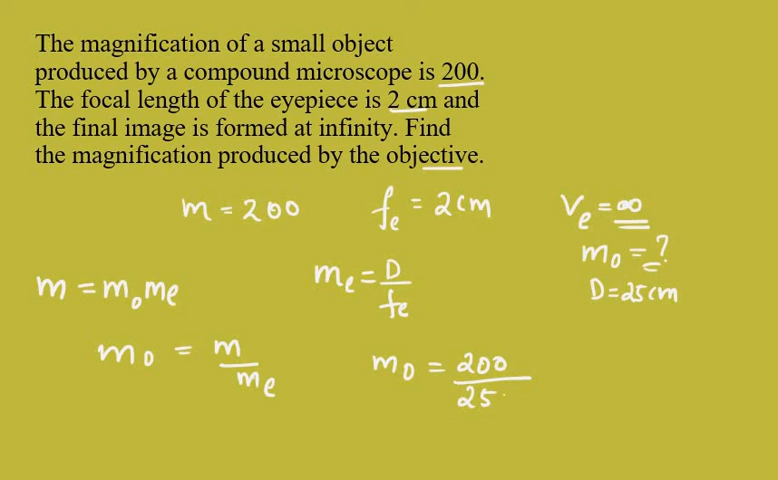 The magnification of a small object
produced by a compound microscope is 200.
The focal length of the eyepiece is 2 cm and
the final image is formed at infinity. Find
the magnification produced by the objective.
m = 200 fe = 2cm Ve = ∞
mo = ?
D = 25cm
m = mo me me = D/fe
mo = m/me mo = 200/25